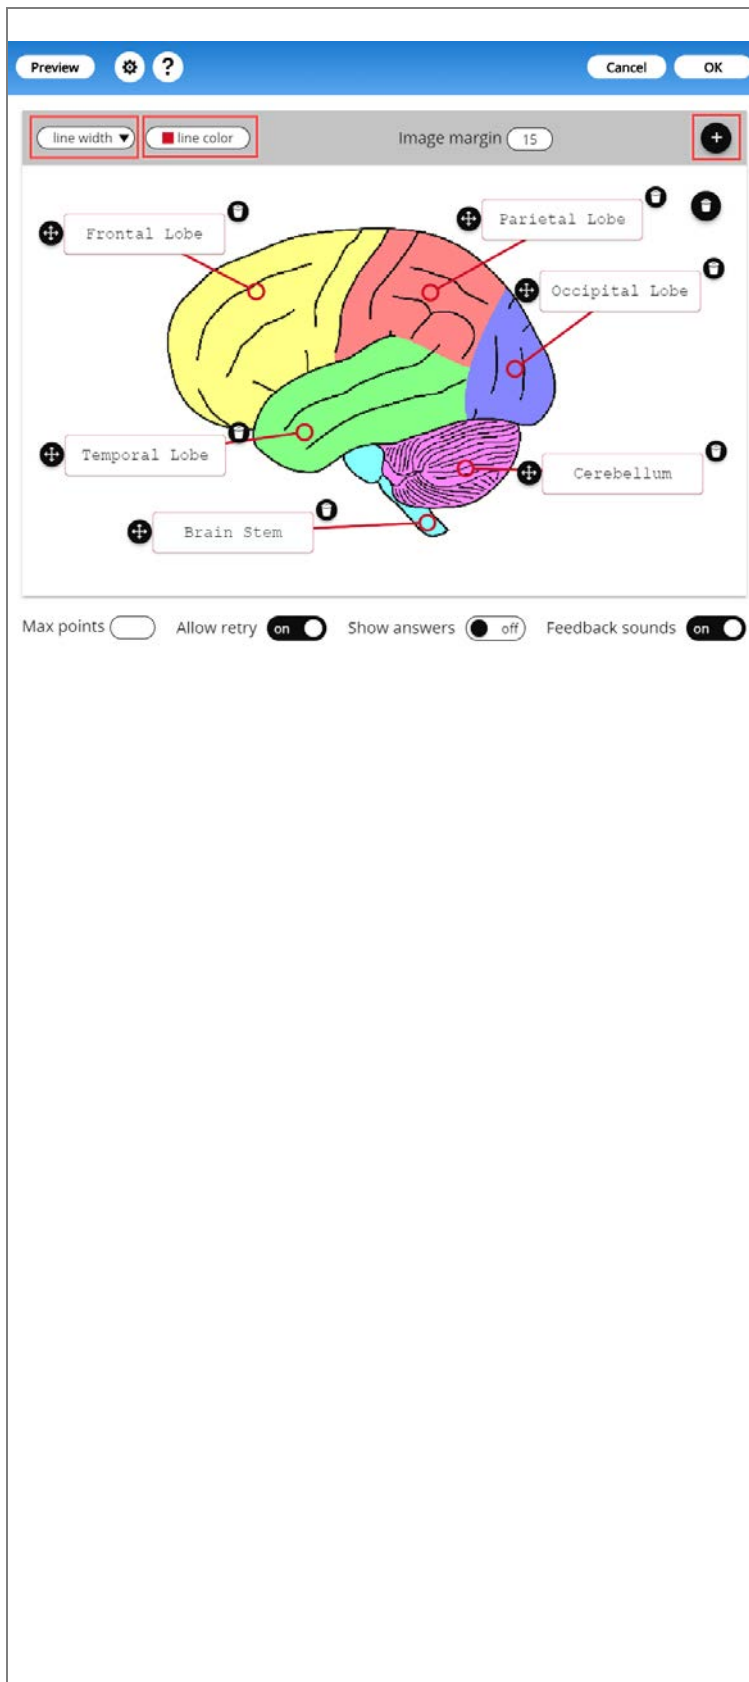 Preview ? Cancel OK
line width line color Image margin 15 +
Frontal Lobe
Parietal Lobe
Occipital Lobe
Temporal Lobe
Cerebellum
Brain Stem
Max points Allow retry on Show answers off Feedback sounds on